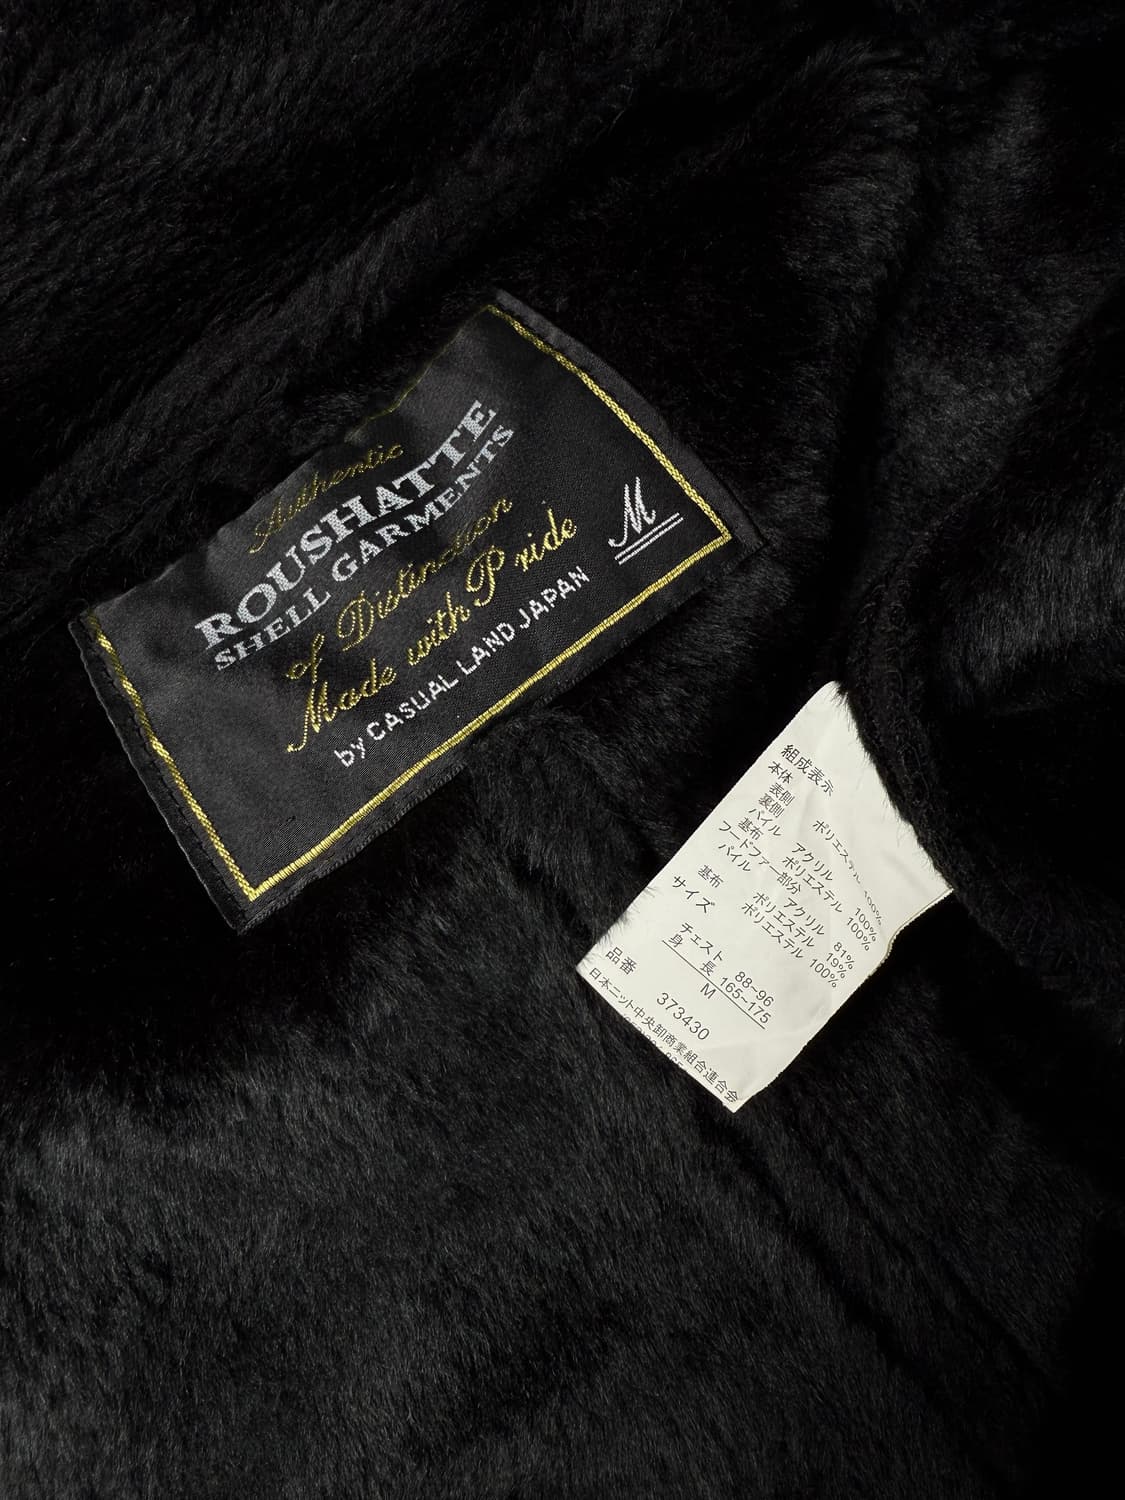 Authentic
ROUSHATTE
SHELL GARMENTS
of Distinction
Made with Pride
by CASUAL LAND JAPAN
M
組成表示
本体
表側 ポリエステル 100%
裏側
パイル アクリル 100%
基布 ポリエステル 100%
フードファー部分
パイル アクリル 81%
ポリエステル 19%
基布 ポリエステル 100%
サイズ
チェスト 88~96
身長 165~175
M
品番 373430
日本ニット中央卸商業組合連合会